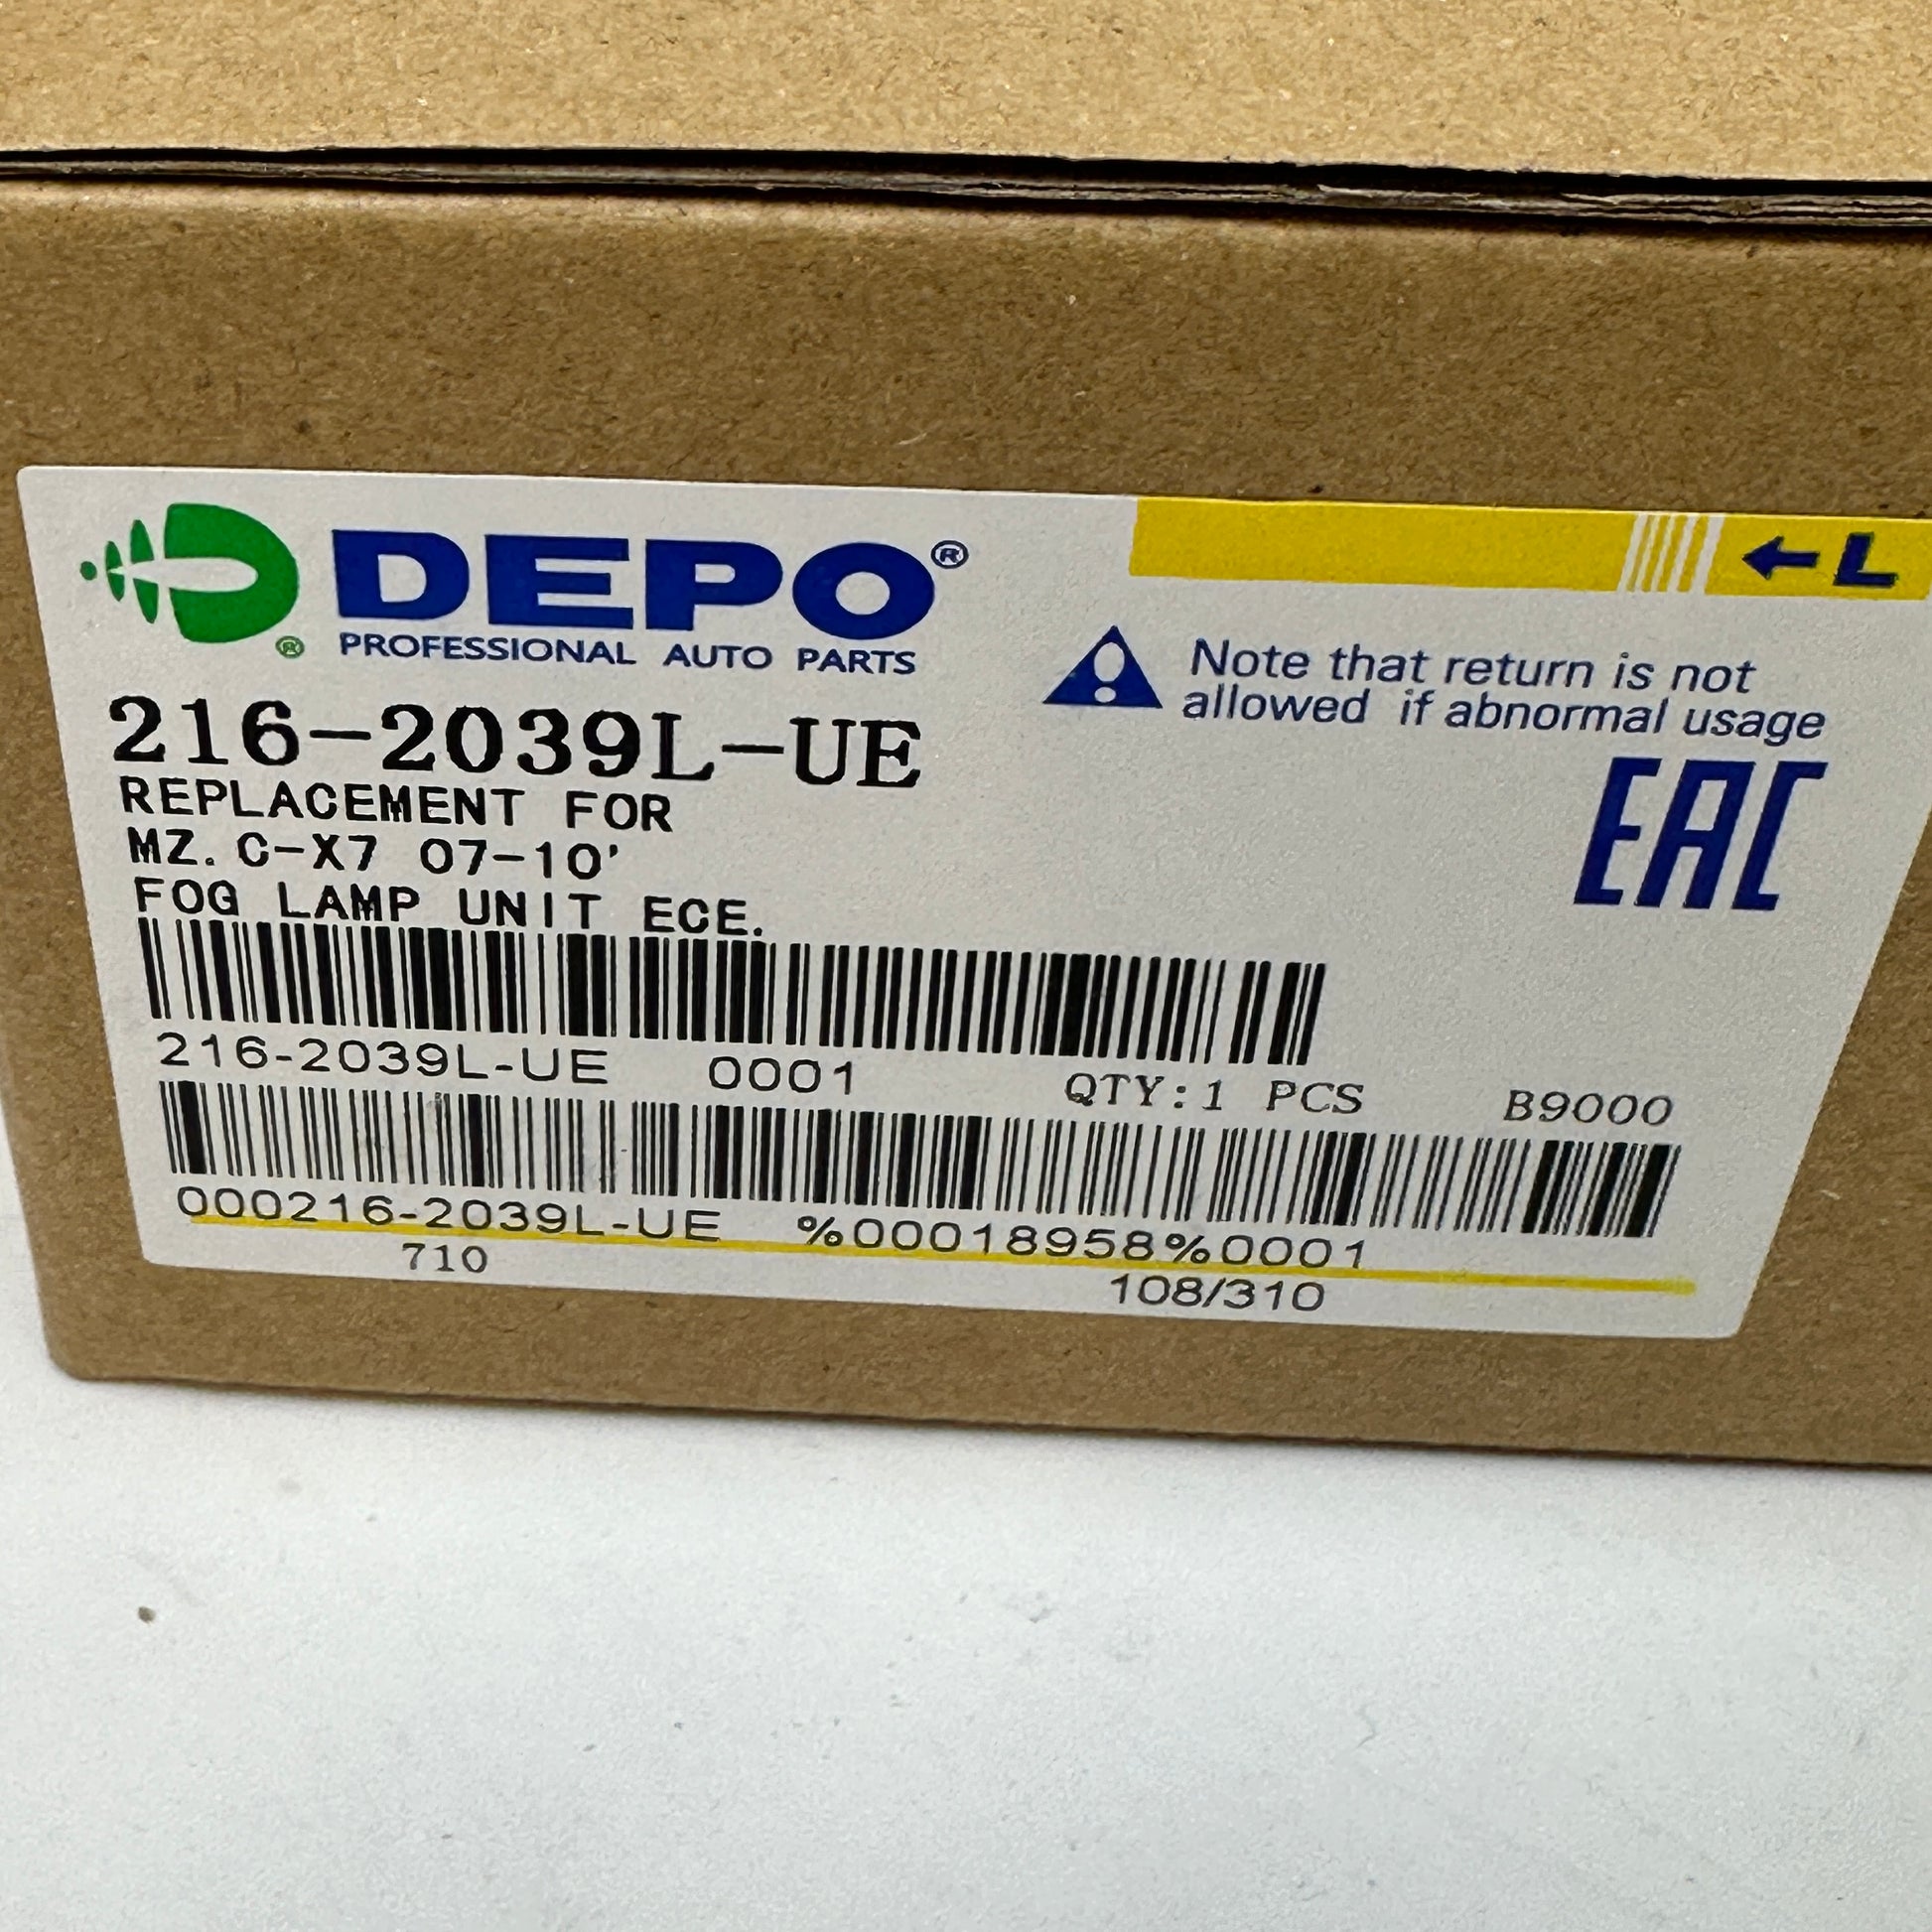 DEPO®
®
PROFESSIONAL AUTO PARTS
←L
Note that return is not
allowed if abnormal usage
EAC
216-2039L-UE
REPLACEMENT FOR
MZ. C-X7 07-10'
FOG LAMP UNIT ECE.
216-2039L-UE 0001 QTY:1 PCS B9000
000216-2039L-UE %00018958%0001
710 108/310